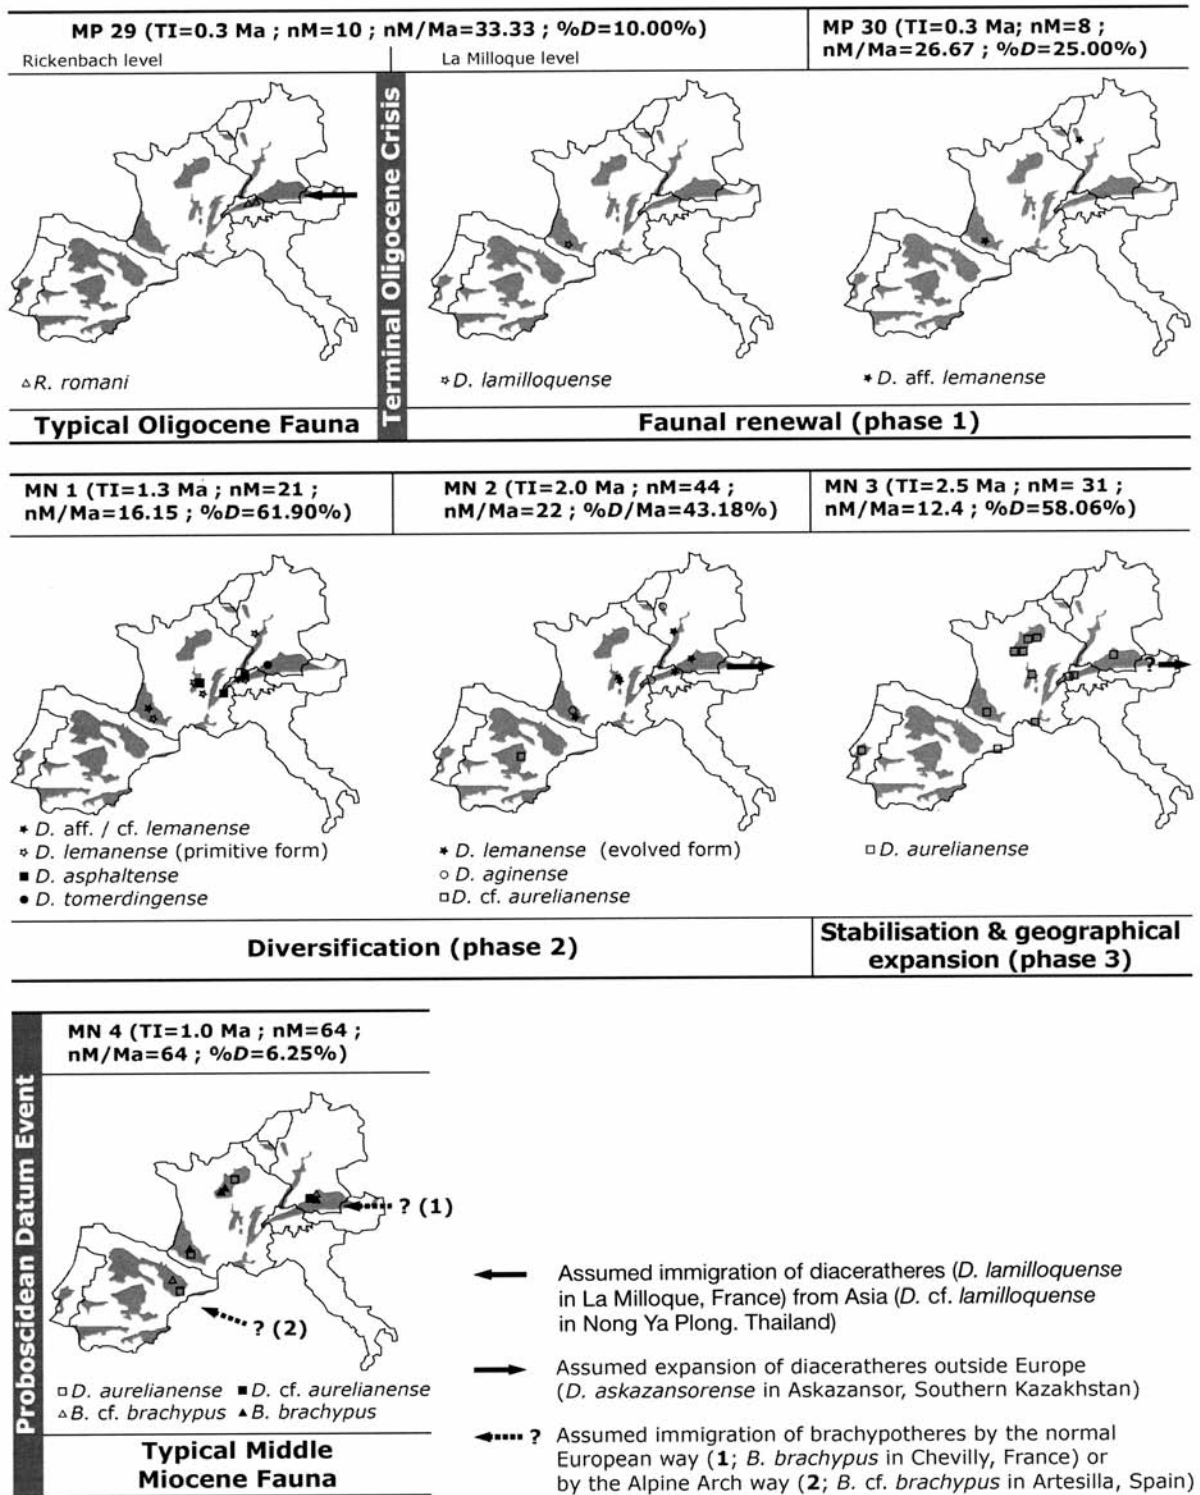 MP 29 (TI=0.3 Ma ; nM=10 ; nM/Ma=33.33 ; %D=10.00%)
Rickenbach level
La Milloque level
MP 30 (TI=0.3 Ma; nM=8 ;
nM/Ma=26.67 ; %D=25.00%)
Terminal Oligocene Crisis
▵R. romani
✩D. lamilloquense
★D. aff. lemanense
Typical Oligocene Fauna
Faunal renewal (phase 1)
MN 1 (TI=1.3 Ma ; nM=21 ;
nM/Ma=16.15 ; %D=61.90%)
MN 2 (TI=2.0 Ma ; nM=44 ;
nM/Ma=22 ; %D/Ma=43.18%)
MN 3 (TI=2.5 Ma ; nM= 31 ;
nM/Ma=12.4 ; %D=58.06%)
?
★ D. aff. / cf. lemanense
✩ D. lemanense (primitive form)
■ D. asphaltense
● D. tomerdingense
★ D. lemanense (evolved form)
○ D. aginense
□D. cf. aurelianense
□D. aurelianense
Diversification (phase 2)
Stabilisation & geographical
expansion (phase 3)
Proboscidean Datum Event
MN 4 (TI=1.0 Ma ; nM=64 ;
nM/Ma=64 ; %D=6.25%)
? (1)
? (2)
□D. aurelianense ■D. cf. aurelianense
▵B. cf. brachypus ▲B. brachypus
Typical Middle
Miocene Fauna
Assumed immigration of diaceratheres (D. lamilloquense
in La Milloque, France) from Asia (D. cf. lamilloquense
in Nong Ya Plong. Thailand)
Assumed expansion of diaceratheres outside Europe
(D. askazansorense in Askazansor, Southern Kazakhstan)
? Assumed immigration of brachypotheres by the normal
European way (1; B. brachypus in Chevilly, France) or
by the Alpine Arch way (2; B. cf. brachypus in Artesilla, Spain)